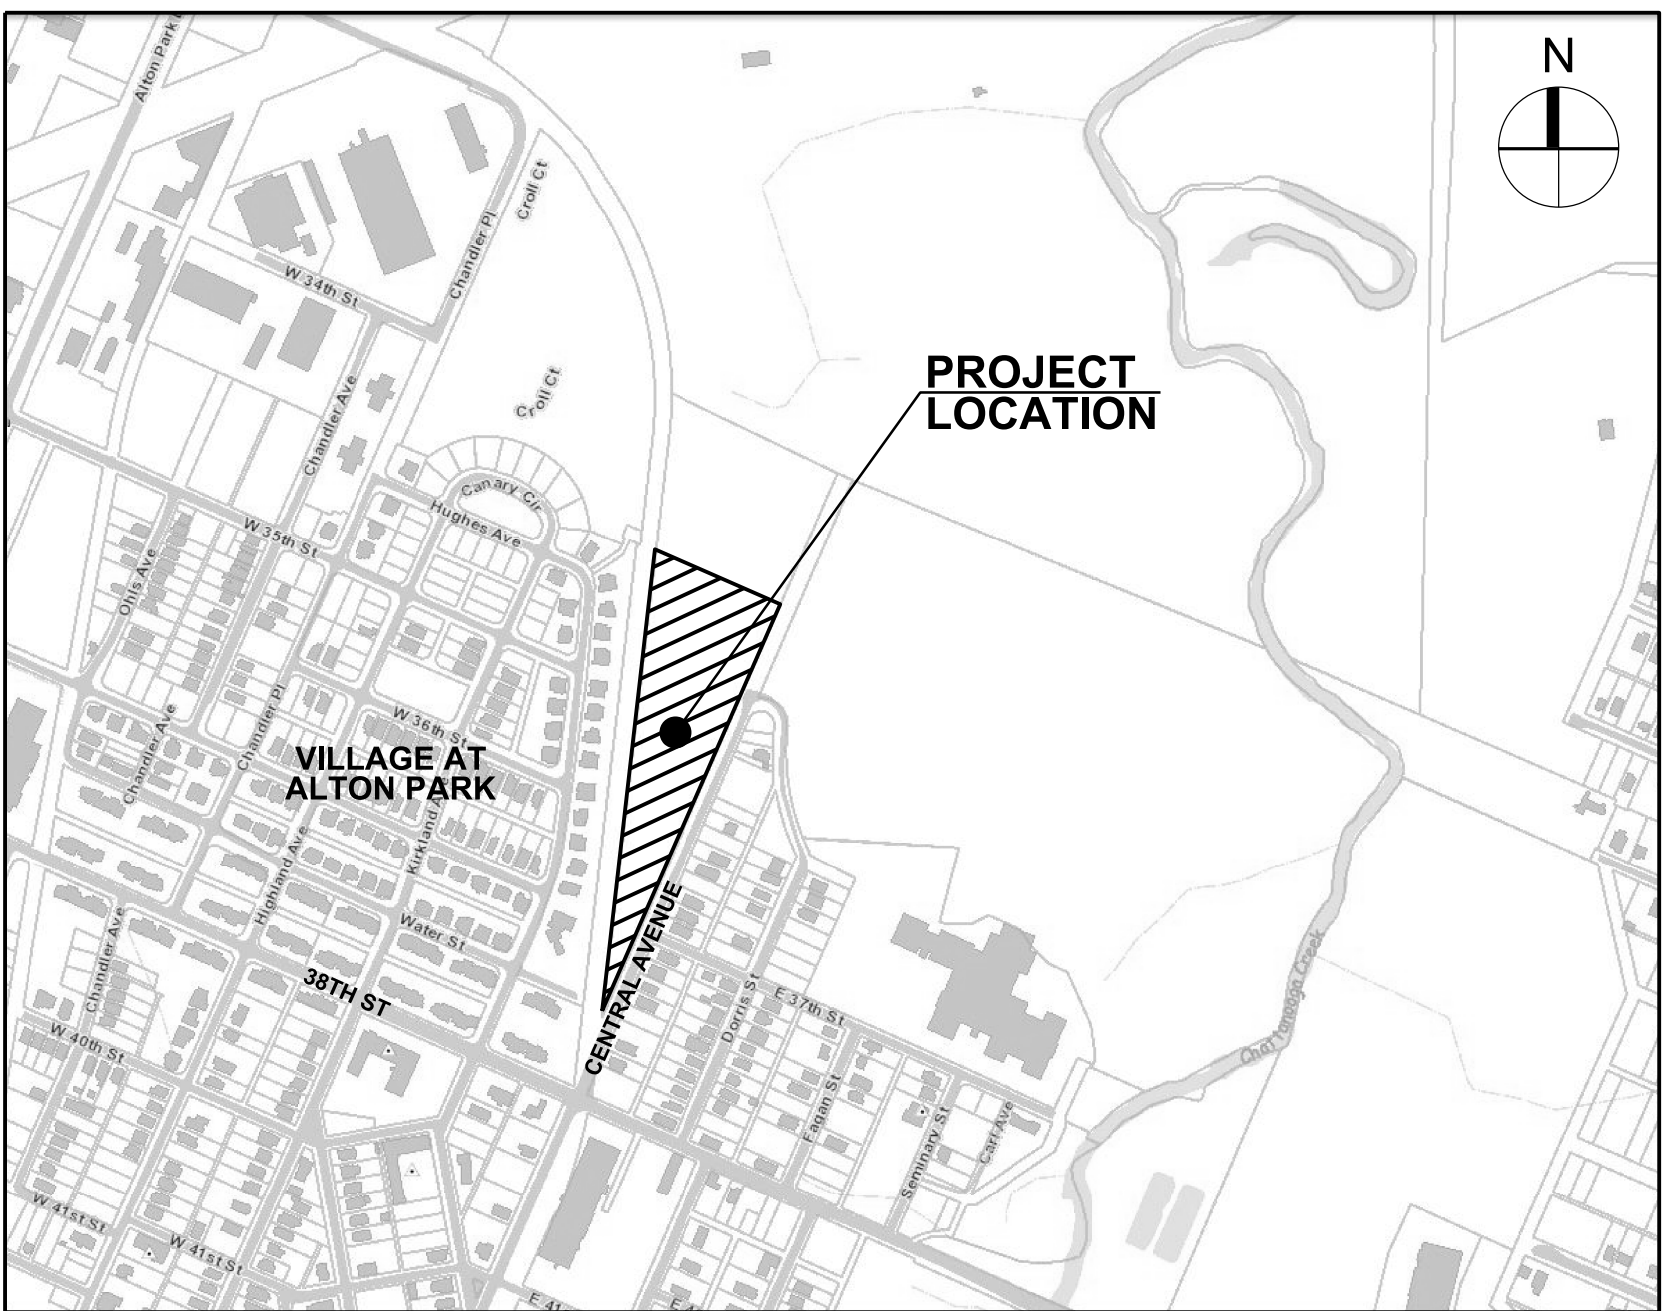 N
Alton Park
Croll Ct
Chandler Pl
W 34th St
PROJECT
LOCATION
Croll Ct
Chandler Ave
Canary Cir
Hughes Ave
W 35th St
Ohls Ave
Chandler Pl
Chandler Ave
W 36th St
VILLAGE AT
ALTON PARK
Kirkland Ave
Highland Ave
Water St
CENTRAL AVENUE
Chandler Ave
38TH ST
Dorris St
E 37th St
Chattanooga Creek
W 40th St
Fagan St
Seminary St
Carl Ave
W 41st St
W 41st St